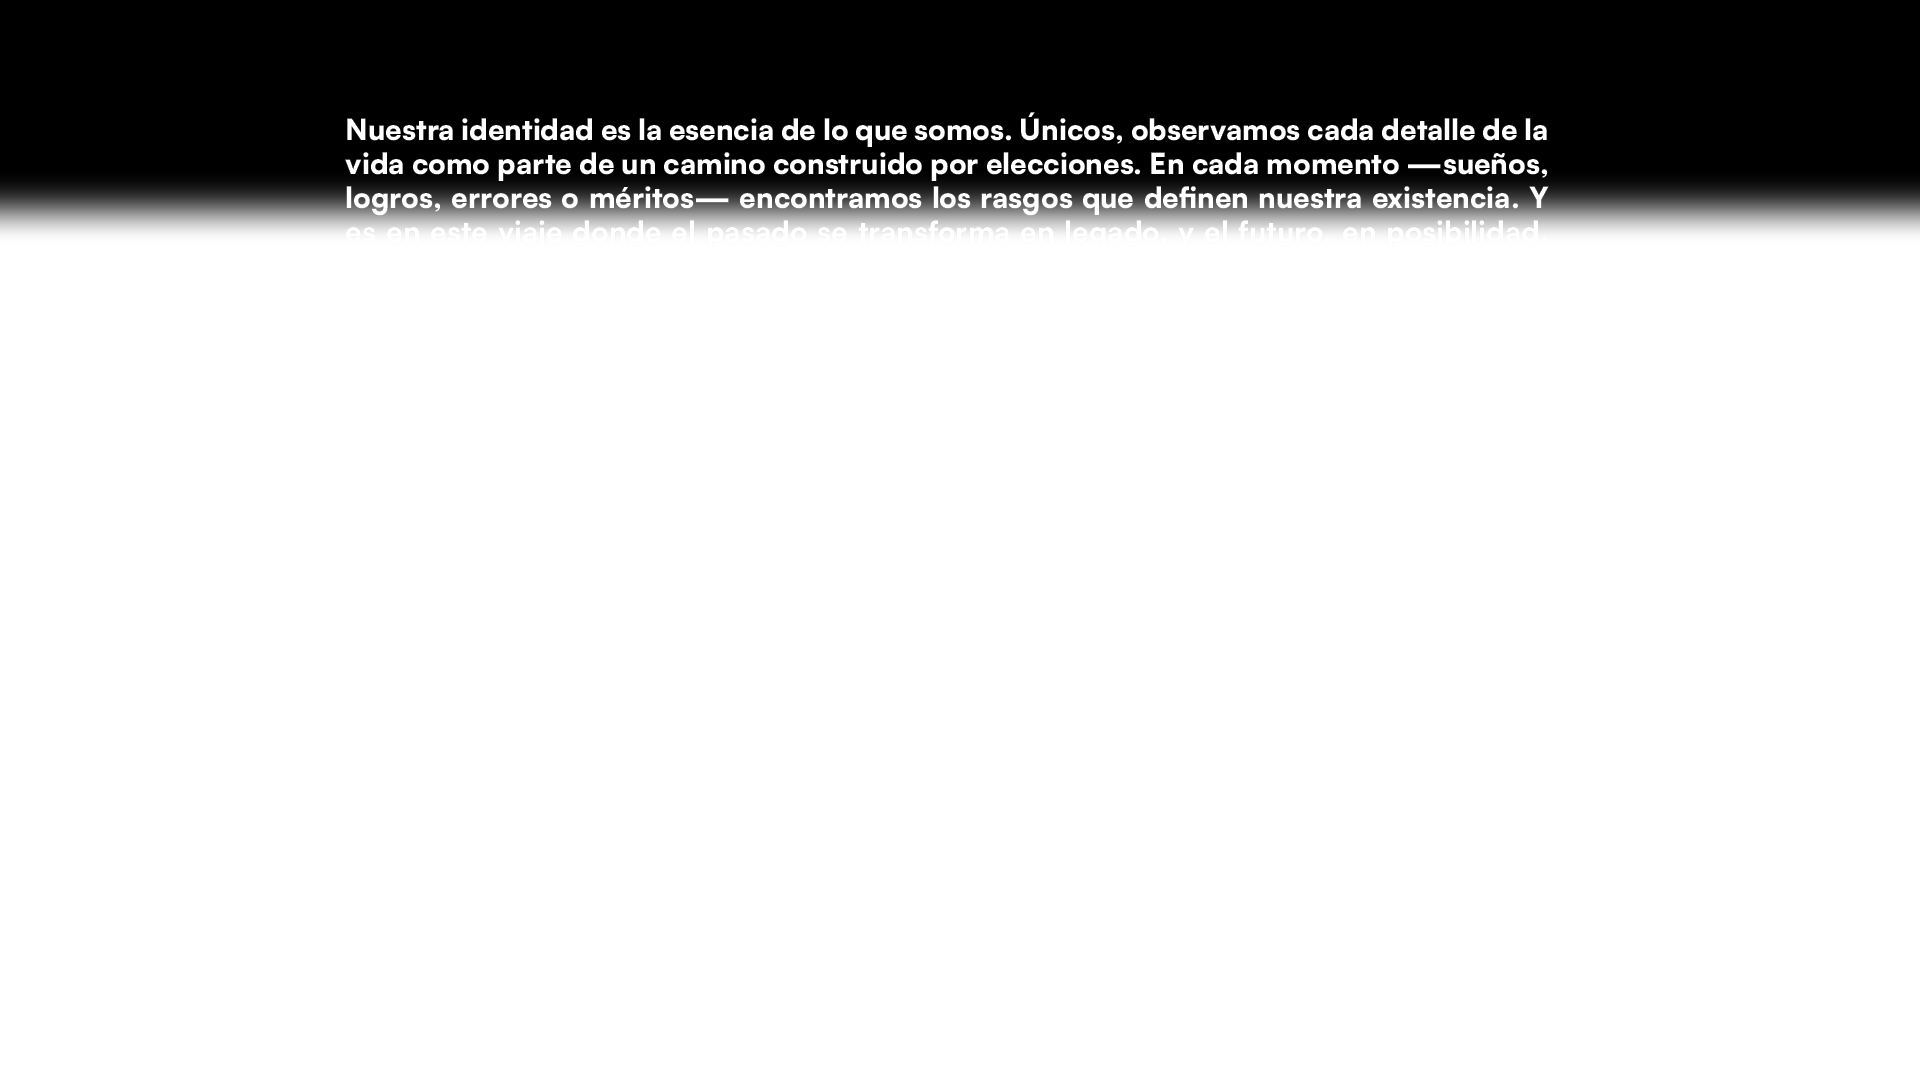 Nuestra identidad es la esencia de lo que somos. Únicos, observamos cada detalle de la
vida como parte de un camino construido por elecciones. En cada momento —sueños,
logros, errores o méritos— encontramos los rasgos que definen nuestra existencia. Y
es en este viaje donde el pasado se transforma en legado, y el futuro, en posibilidad.